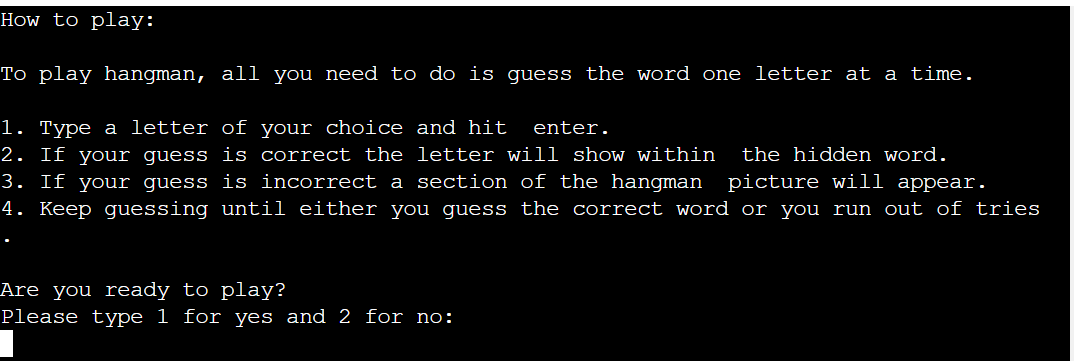 How to play:
To play hangman, all you need to do is guess the word one letter at a time.
1. Type a letter of your choice and hit  enter.
2. If your guess is correct the letter will show within  the hidden word.
3. If your guess is incorrect a section of the hangman  picture will appear.
4. Keep guessing until either you guess the correct word or you run out of tries
.
Are you ready to play?
Please type 1 for yes and 2 for no: